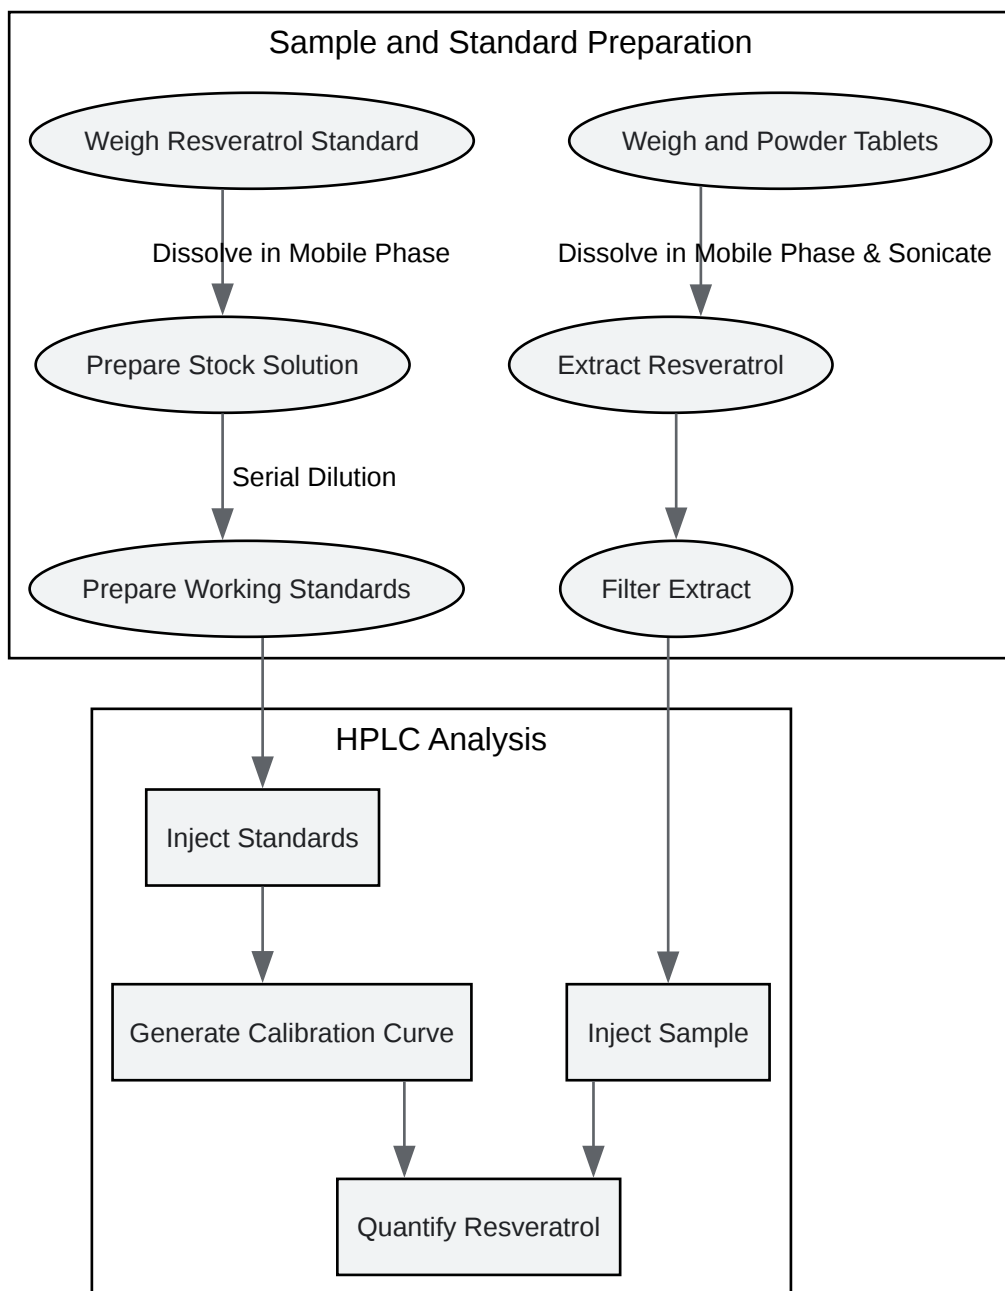 Sample and Standard Preparation
Weigh Resveratrol Standard
Weigh and Powder Tablets
Dissolve in Mobile Phase
Dissolve in Mobile Phase & Sonicate
Prepare Stock Solution
Extract Resveratrol
Serial Dilution
Prepare Working Standards
Filter Extract
HPLC Analysis
Inject Standards
Generate Calibration Curve
Inject Sample
Quantify Resveratrol